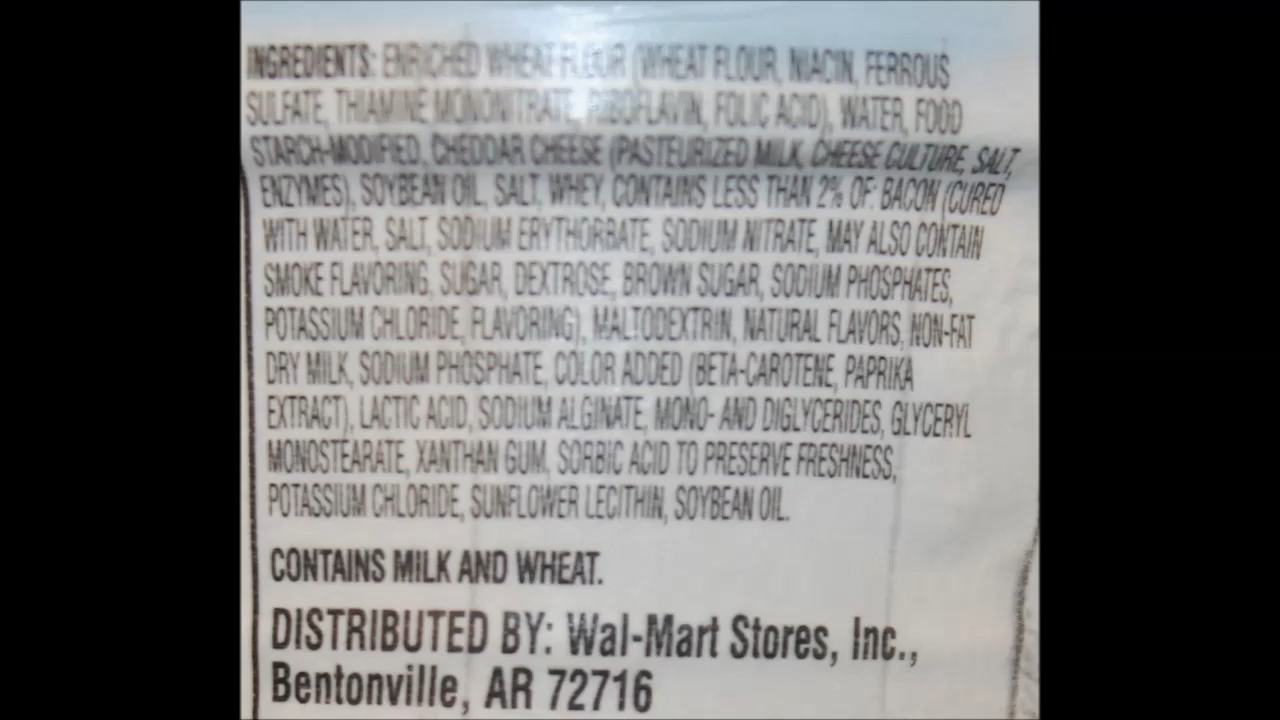 INGREDIENTS: ENRICHED WHEAT FLOUR (WHEAT FLOUR, NIACIN, FERROUS
SULFATE, THIAMINE MONONITRATE, RIBOFLAVIN, FOLIC ACID), WATER, FOOD
STARCH-MODIFIED, CHEDDAR CHEESE (PASTEURIZED MILK, CHEESE CULTURE, SALT,
ENZYMES), SOYBEAN OIL, SALT, WHEY, CONTAINS LESS THAN 2% OF: BACON (CURED
WITH WATER, SALT, SODIUM ERYTHORBATE, SODIUM NITRATE, MAY ALSO CONTAIN
SMOKE FLAVORING, SUGAR, DEXTROSE, BROWN SUGAR, SODIUM PHOSPHATES,
POTASSIUM CHLORIDE, FLAVORING), MALTODEXTRIN, NATURAL FLAVORS, NON-FAT
DRY MILK, SODIUM PHOSPHATE, COLOR ADDED (BETA-CAROTENE, PAPRIKA
EXTRACT), LACTIC ACID, SODIUM ALGINATE, MONO- AND DIGLYCERIDES, GLYCERYL
MONOSTEARATE, XANTHAN GUM, SORBIC ACID TO PRESERVE FRESHNESS,
POTASSIUM CHLORIDE, SUNFLOWER LECITHIN, SOYBEAN OIL.
CONTAINS MILK AND WHEAT.
DISTRIBUTED BY: Wal-Mart Stores, Inc.,
Bentonville, AR 72716